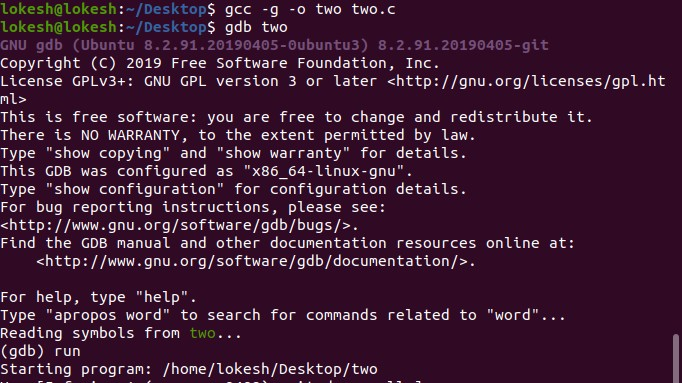 lokesh@lokesh:~/Desktop$ gcc -g -o two two.c
lokesh@lokesh:~/Desktop$ gdb two
GNU gdb (Ubuntu 8.2.91.20190405-0ubuntu3) 8.2.91.20190405-git
Copyright (C) 2019 Free Software Foundation, Inc.
License GPLv3+: GNU GPL version 3 or later <http://gnu.org/licenses/gpl.ht
ml>
This is free software: you are free to change and redistribute it.
There is NO WARRANTY, to the extent permitted by law.
Type "show copying" and "show warranty" for details.
This GDB was configured as "x86_64-linux-gnu".
Type "show configuration" for configuration details.
For bug reporting instructions, please see:
<http://www.gnu.org/software/gdb/bugs/>.
Find the GDB manual and other documentation resources online at:
    <http://www.gnu.org/software/gdb/documentation/>.

For help, type "help".
Type "apropos word" to search for commands related to "word"...
Reading symbols from two...
(gdb) run
Starting program: /home/lokesh/Desktop/two